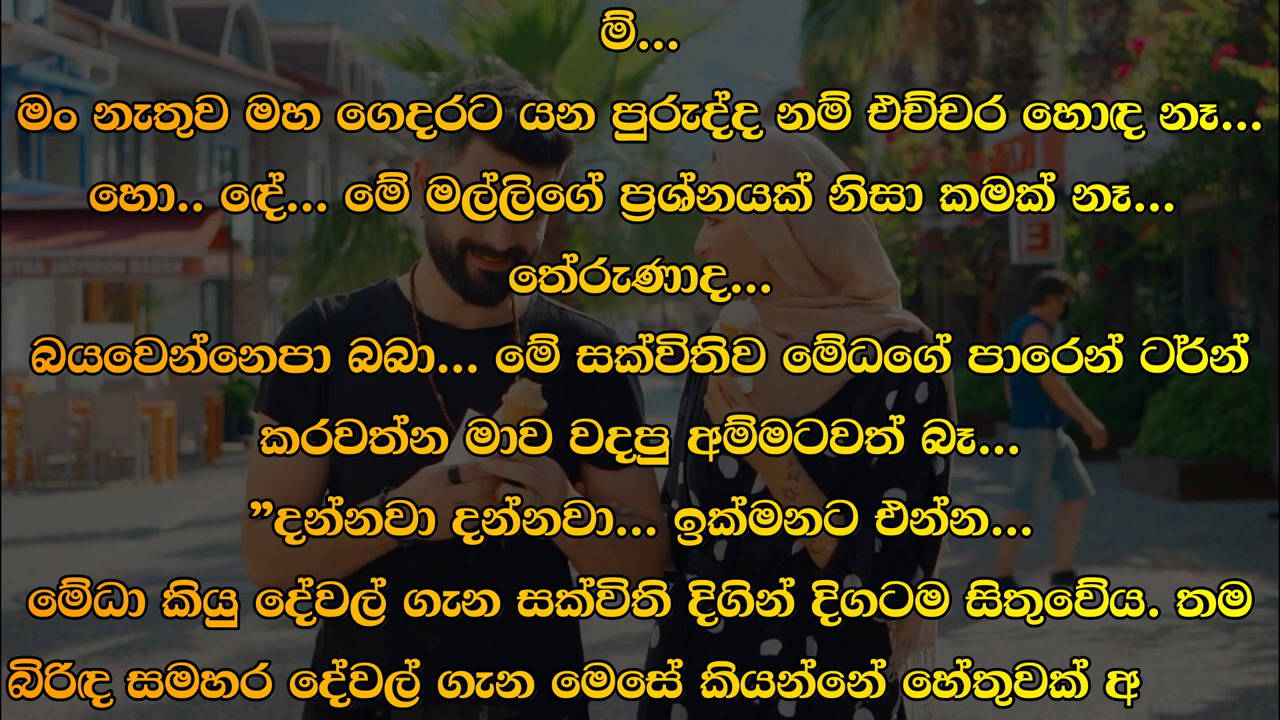 ම්...
මං නැතුව මහ ගෙදරට යන පුරුද්ද නම් එච්චර හොඳ නෑ...
හො.. ඳේ... මේ මල්ලිගේ ප්‍රශ්නයක් නිසා කමක් නෑ...
තේරුණාද...
බයවෙන්නෙපා බබා... මේ සක්විතිව මේධගේ පාරෙන් ටර්න්
කරවත්න මාව වදපු අම්මටවත් බෑ...
”දන්නවා දන්නවා... ඉක්මනට එන්න...
මේධා කියු දේවල් ගැන සක්විති දිගින් දිගටම සිතුවේය. තම
බිරිඳ සමහර දේවල් ගැන මෙසේ කියන්නේ හේතුවක් අ